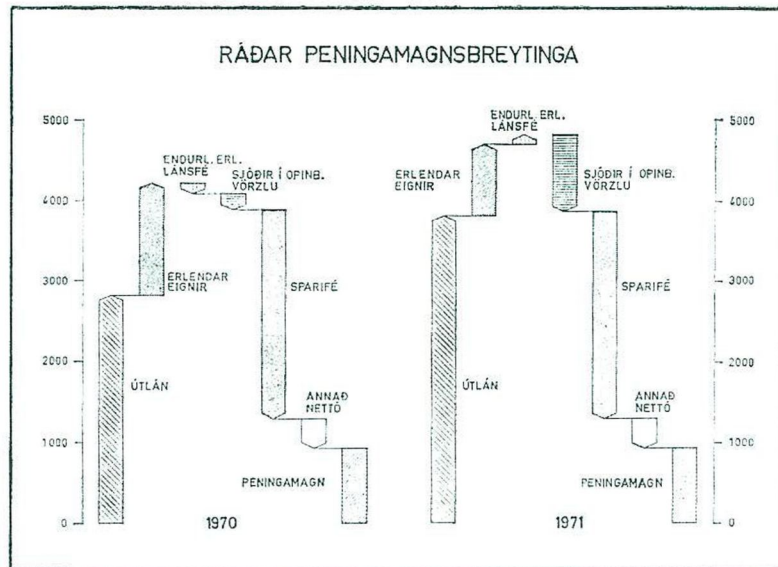 RÁÐAR PENINGAMAGNSBREYTINGA
5000
4000
3000
2000
1000
0
ENDURL. ERL.
LÁNSFÉ
SJÓÐIR Í OPINB.
VÖRZLU
ERLENDAR
EIGNIR
SPARIFÉ
ÚTLÁN
ANNAÐ
NETTÓ
PENINGAMAGN
1970
ENDURL. ERL.
LÁNSFÉ
ERLENDAR
EIGNIR
SJÓÐIR Í OPINB.
VÖRZLU
SPARIFÉ
ÚTLÁN
ANNAÐ
NETTÓ
PENINGAMAGN
1971
5000
4000
3000
2000
1000
0